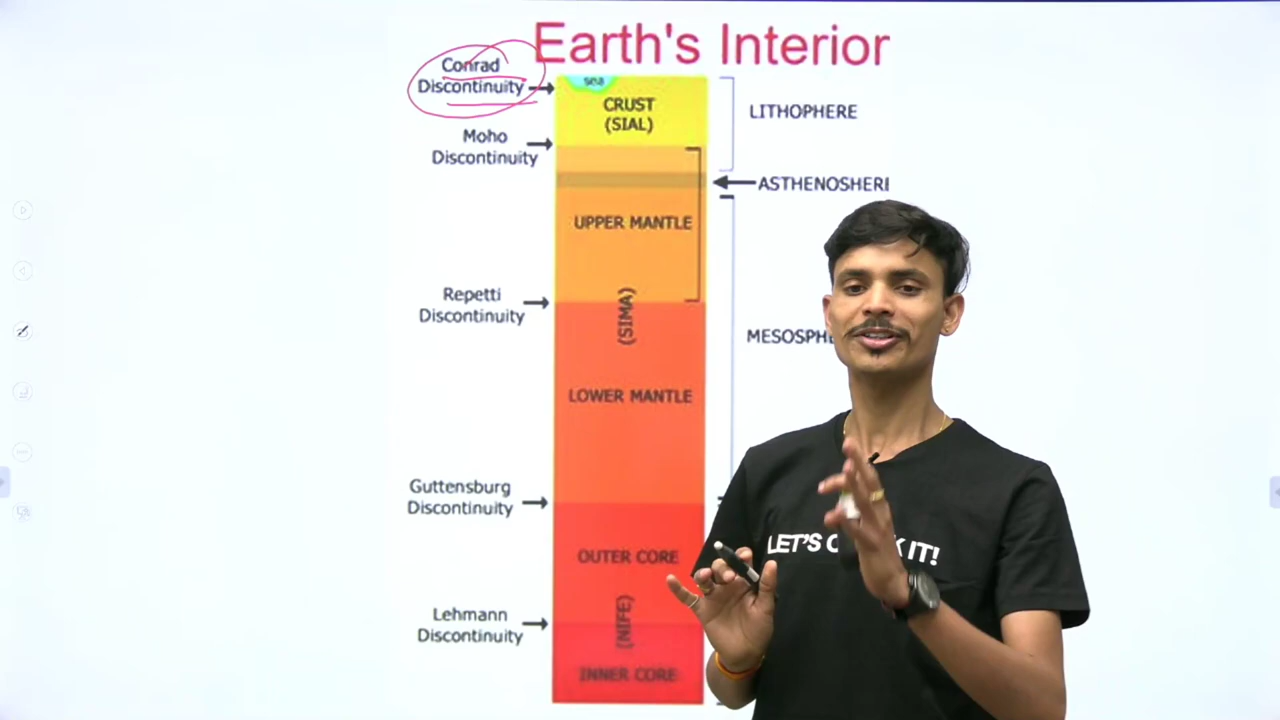 Earth's Interior
Conrad
Discontinuity
sea
CRUST
(SIAL)
LITHOPHERE
Moho
Discontinuity
ASTHENOSHERI
UPPER MANTLE
Repetti
Discontinuity
(SIMA)
MESOSPHE
LOWER MANTLE
Guttensburg
Discontinuity
OUTER CORE
LET'S C K IT!
(NIFE)
Lehmann
Discontinuity
INNER CORE